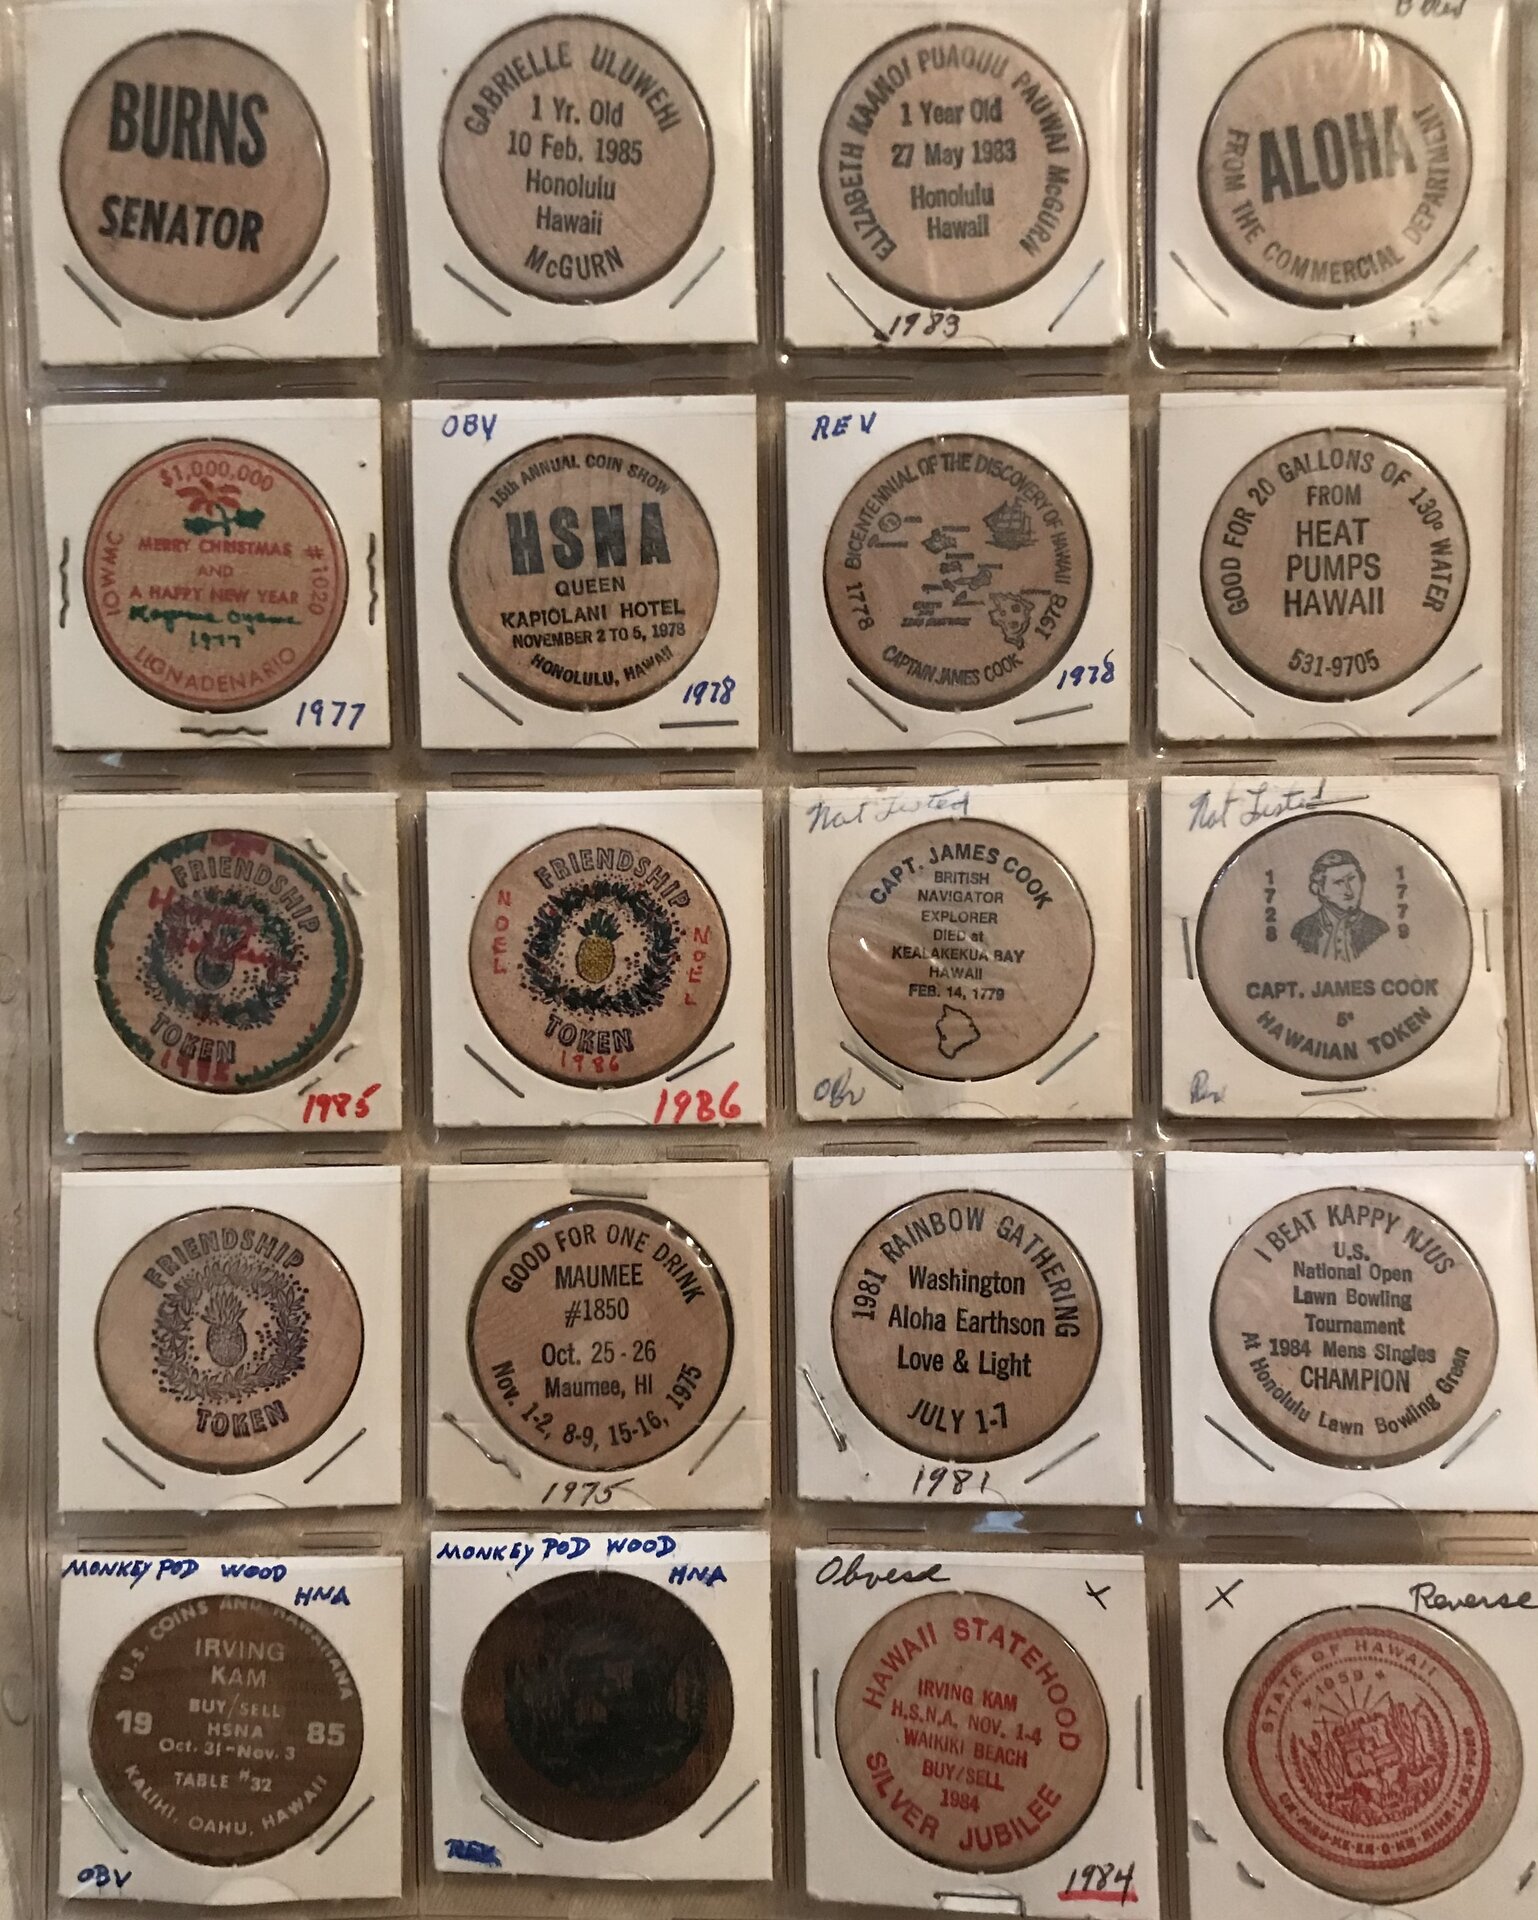 BURNS
SENATOR
GABRIELLE ULUWEHI
1 Yr. Old
10 Feb. 1985
Honolulu
Hawaii
McGURN
ELIZABETH KAANOI PUAOUU PAUWAI McGURN
1 Year Old
27 May 1983
Honolulu
Hawaii
1983
ALOHA
FROM THE COMMERCIAL DEPARTMENT
$1,000,000
IOWMC
MERRY CHRISTMAS
AND
A HAPPY NEW YEAR
#1020
1977
LIGNADENARIO
1977
OBV
15th ANNUAL COIN SHOW
HSNA
QUEEN
KAPIOLANI HOTEL
NOVEMBER 2 TO 5, 1978
HONOLULU, HAWAII
1978
REV
1778 BICENTENNIAL OF THE DISCOVERY OF HAWAII 1978
CAPTAIN JAMES COOK
1978
GOOD FOR 20 GALLONS OF 130º WATER
FROM
HEAT
PUMPS
HAWAII
531-9705
FRIENDSHIP
TOKEN
1985
FRIENDSHIP
NOEL
NOEL
TOKEN
1986
1986
Not Listed
CAPT. JAMES COOK
BRITISH
NAVIGATOR
EXPLORER
DIED at
KEALAKEKUA BAY
HAWAII
FEB. 14, 1779
OBV
Not Listed
1728
1779
CAPT. JAMES COOK
HAWAIIAN TOKEN
Rev
FRIENDSHIP
TOKEN
GOOD FOR ONE DRINK
MAUMEE
#1850
Oct. 25 - 26
Maumee, HI
Nov. 1-2, 8-9, 15-16, 1975
1975
1981 RAINBOW GATHERING
Washington
Aloha Earthson
Love & Light
JULY 1-7
1981
I BEAT KAPPY NJUS
U.S.
National Open
Lawn Bowling
Tournament
1984 Mens Singles
CHAMPION
At Honolulu Lawn Bowling Green
MONKEY POD WOOD
HNA
U.S. COINS AND HAWAIIANA
IRVING
KAM
BUY/SELL
HSNA
19 85
Oct. 31-Nov. 3
TABLE #32
KALIHI, OAHU, HAWAII
OBV
MONKEY POD WOOD
HNA
REV
Obverse
X
HAWAII STATEHOOD
IRVING KAM
H.S.N.A. NOV. 1-4
WAIKIKI BEACH
BUY/SELL
1984
SILVER JUBILEE
1984
X
Reverse
STATE OF HAWAII
1959